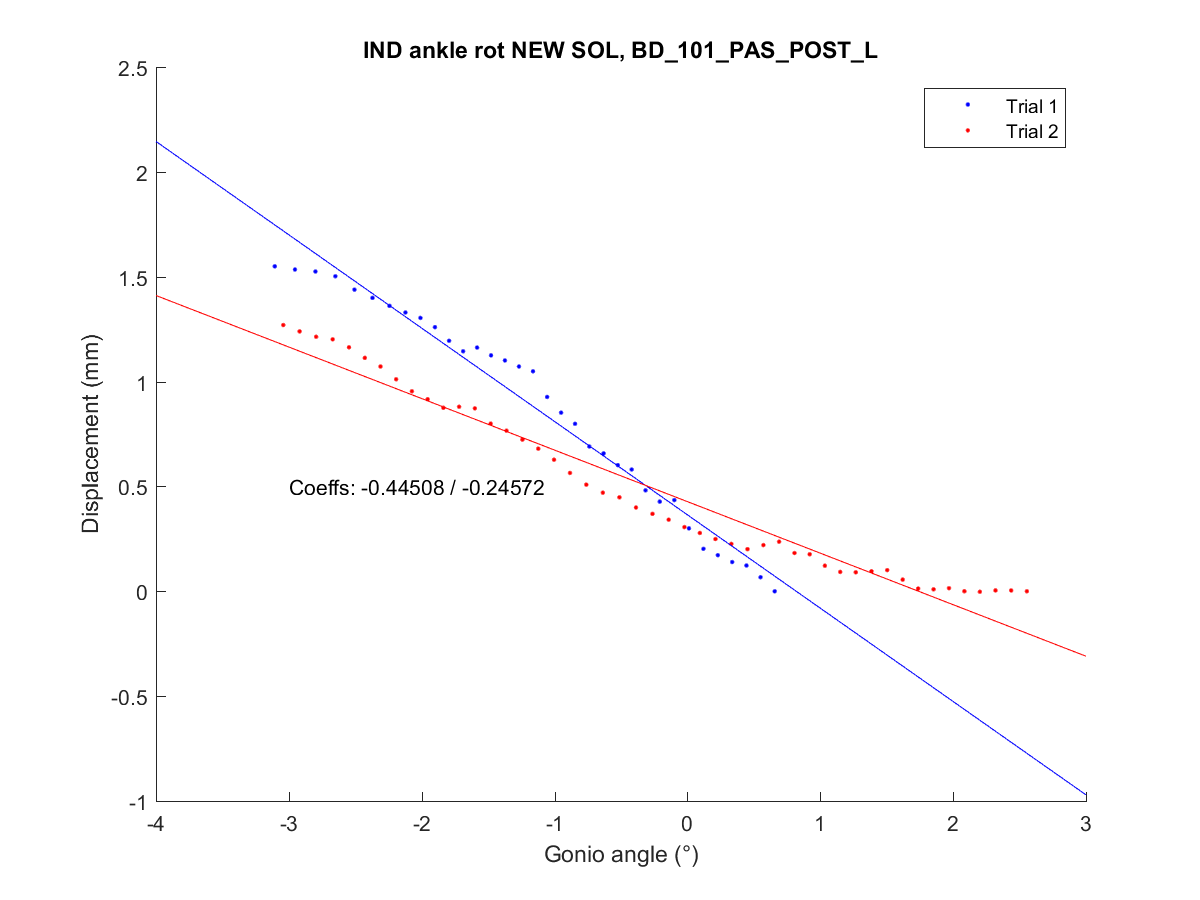 IND ankle rot NEW SOL, BD_101_PAS_POST_L
Trial 1
Trial 2
2.5
2
1.5
1
0.5
0
-0.5
-1
Displacement (mm)
Coeffs: -0.44508 / -0.24572
-4 -3 -2 -1 0 1 2 3
Gonio angle (°)